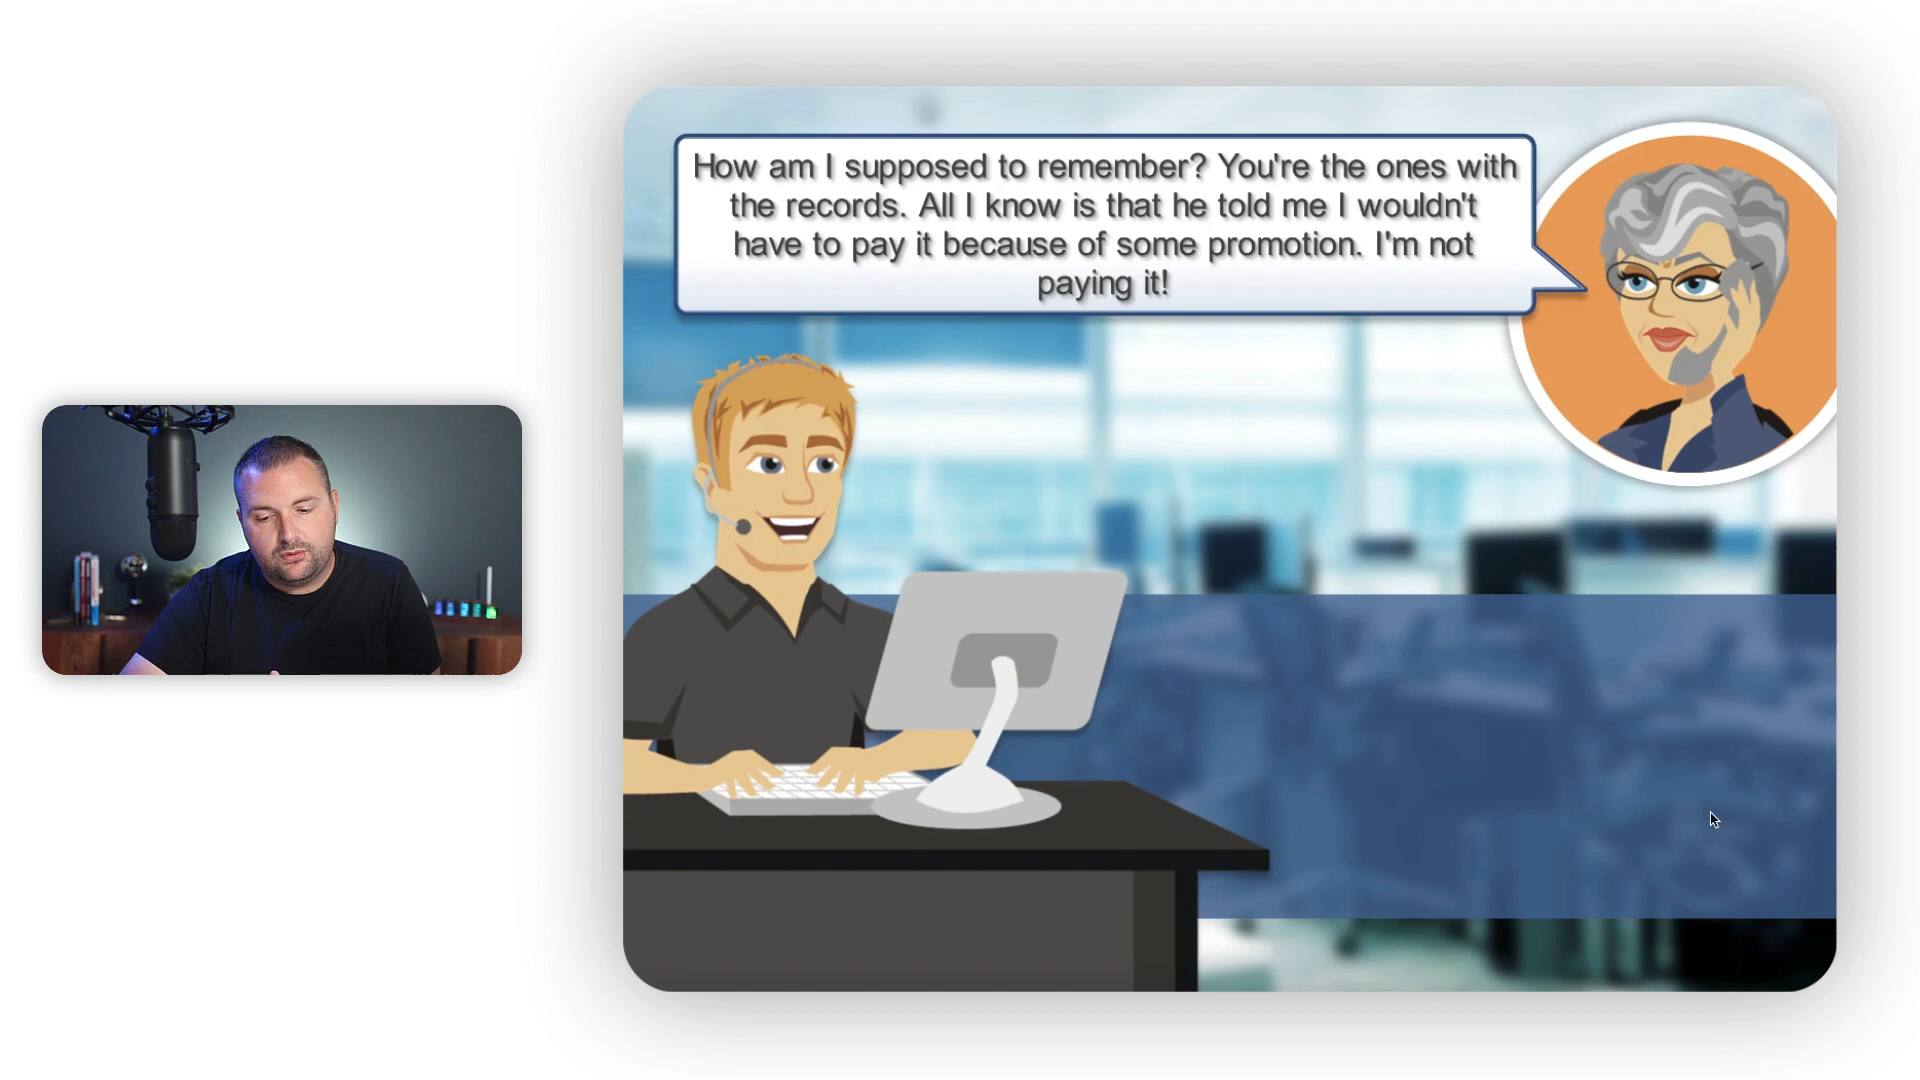 How am I supposed to remember? You're the ones with
the records. All I know is that he told me I wouldn't
have to pay it because of some promotion. I'm not
paying it!